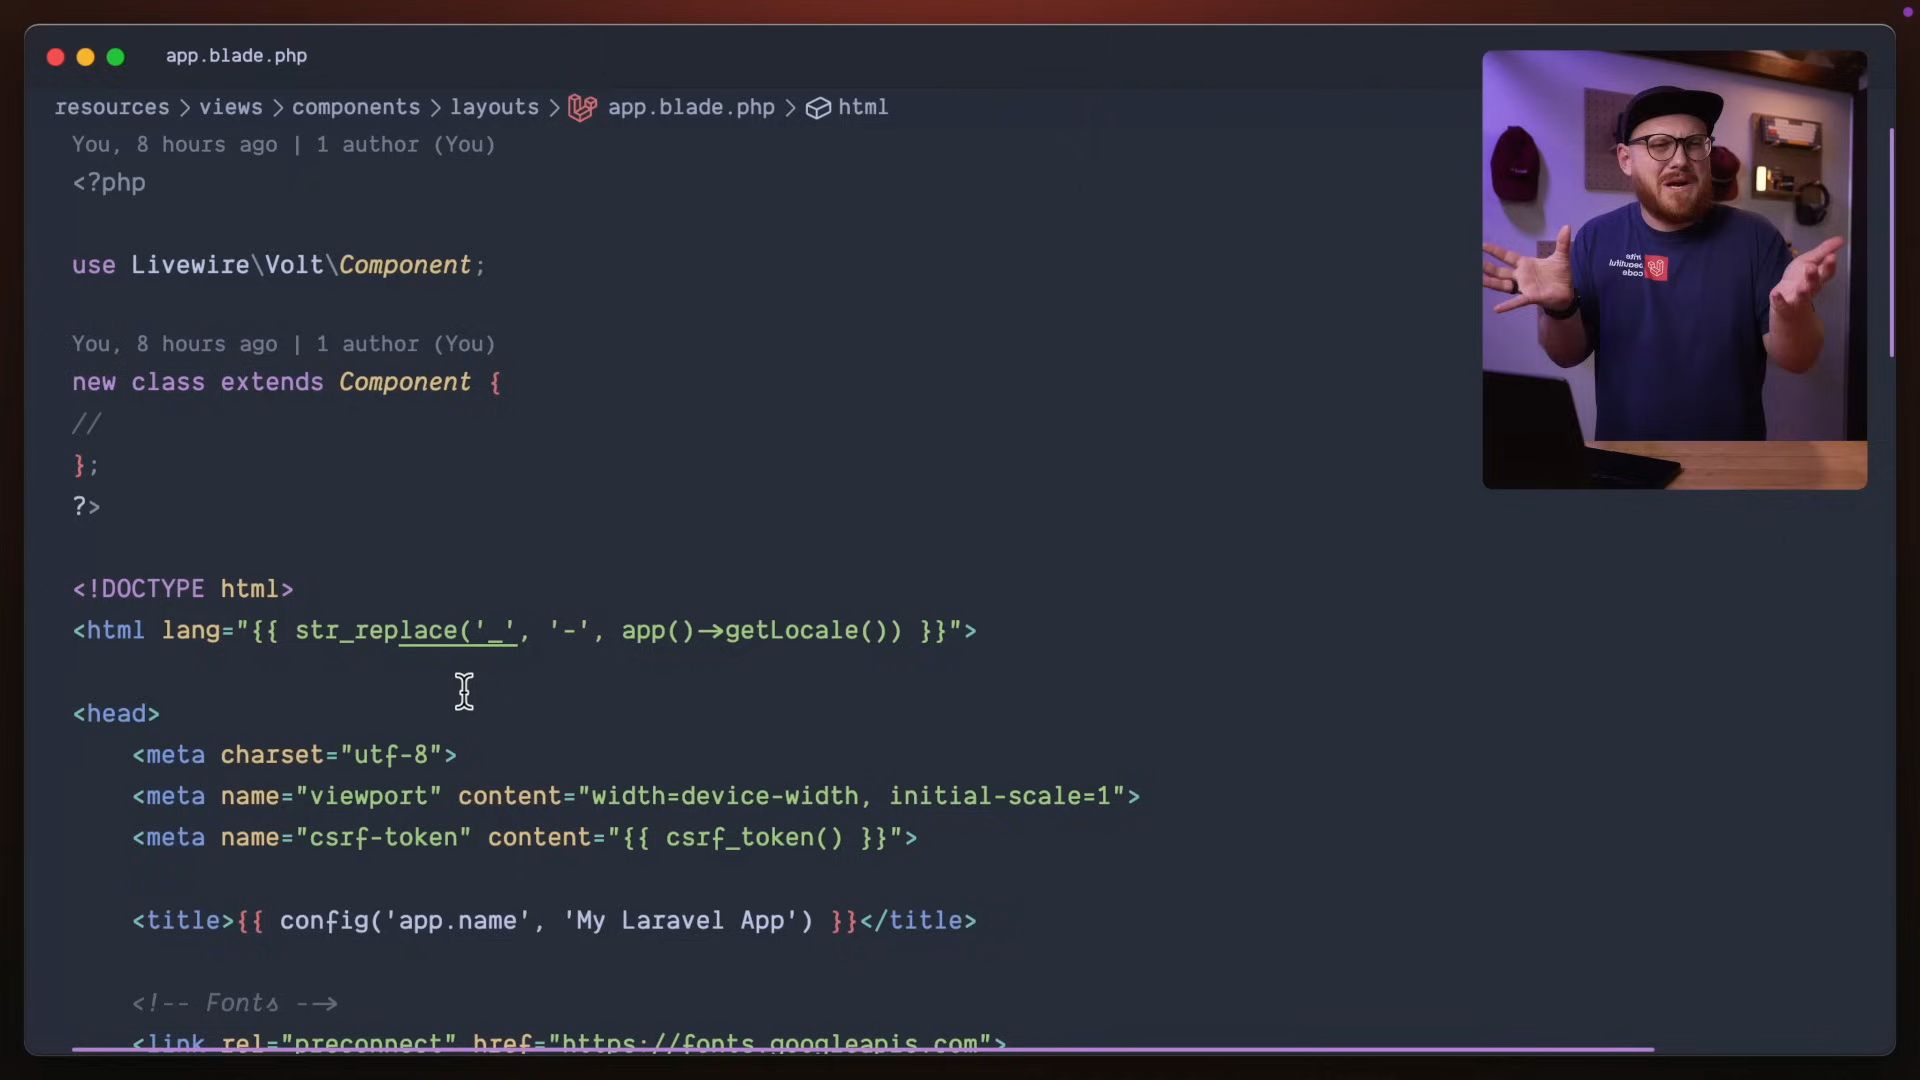 app.blade.php
resources > views > components > layouts > app.blade.php > html
You, 8 hours ago | 1 author (You)
<?php
use Livewire\Volt\Component;
You, 8 hours ago | 1 author (You)
new class extends Component {
//
};
?>
<!DOCTYPE html>
<html lang="{{ str_replace('_', '-', app()->getLocale()) }}">
<head>
<meta charset="utf-8">
<meta name="viewport" content="width=device-width, initial-scale=1">
<meta name="csrf-token" content="{{ csrf_token() }}">
<title>{{ config('app.name', 'My Laravel App') }}</title>
<!-- Fonts -->
<link rel="preconnect" href="https://fonts.googleapis.com">
write
beautiful
code